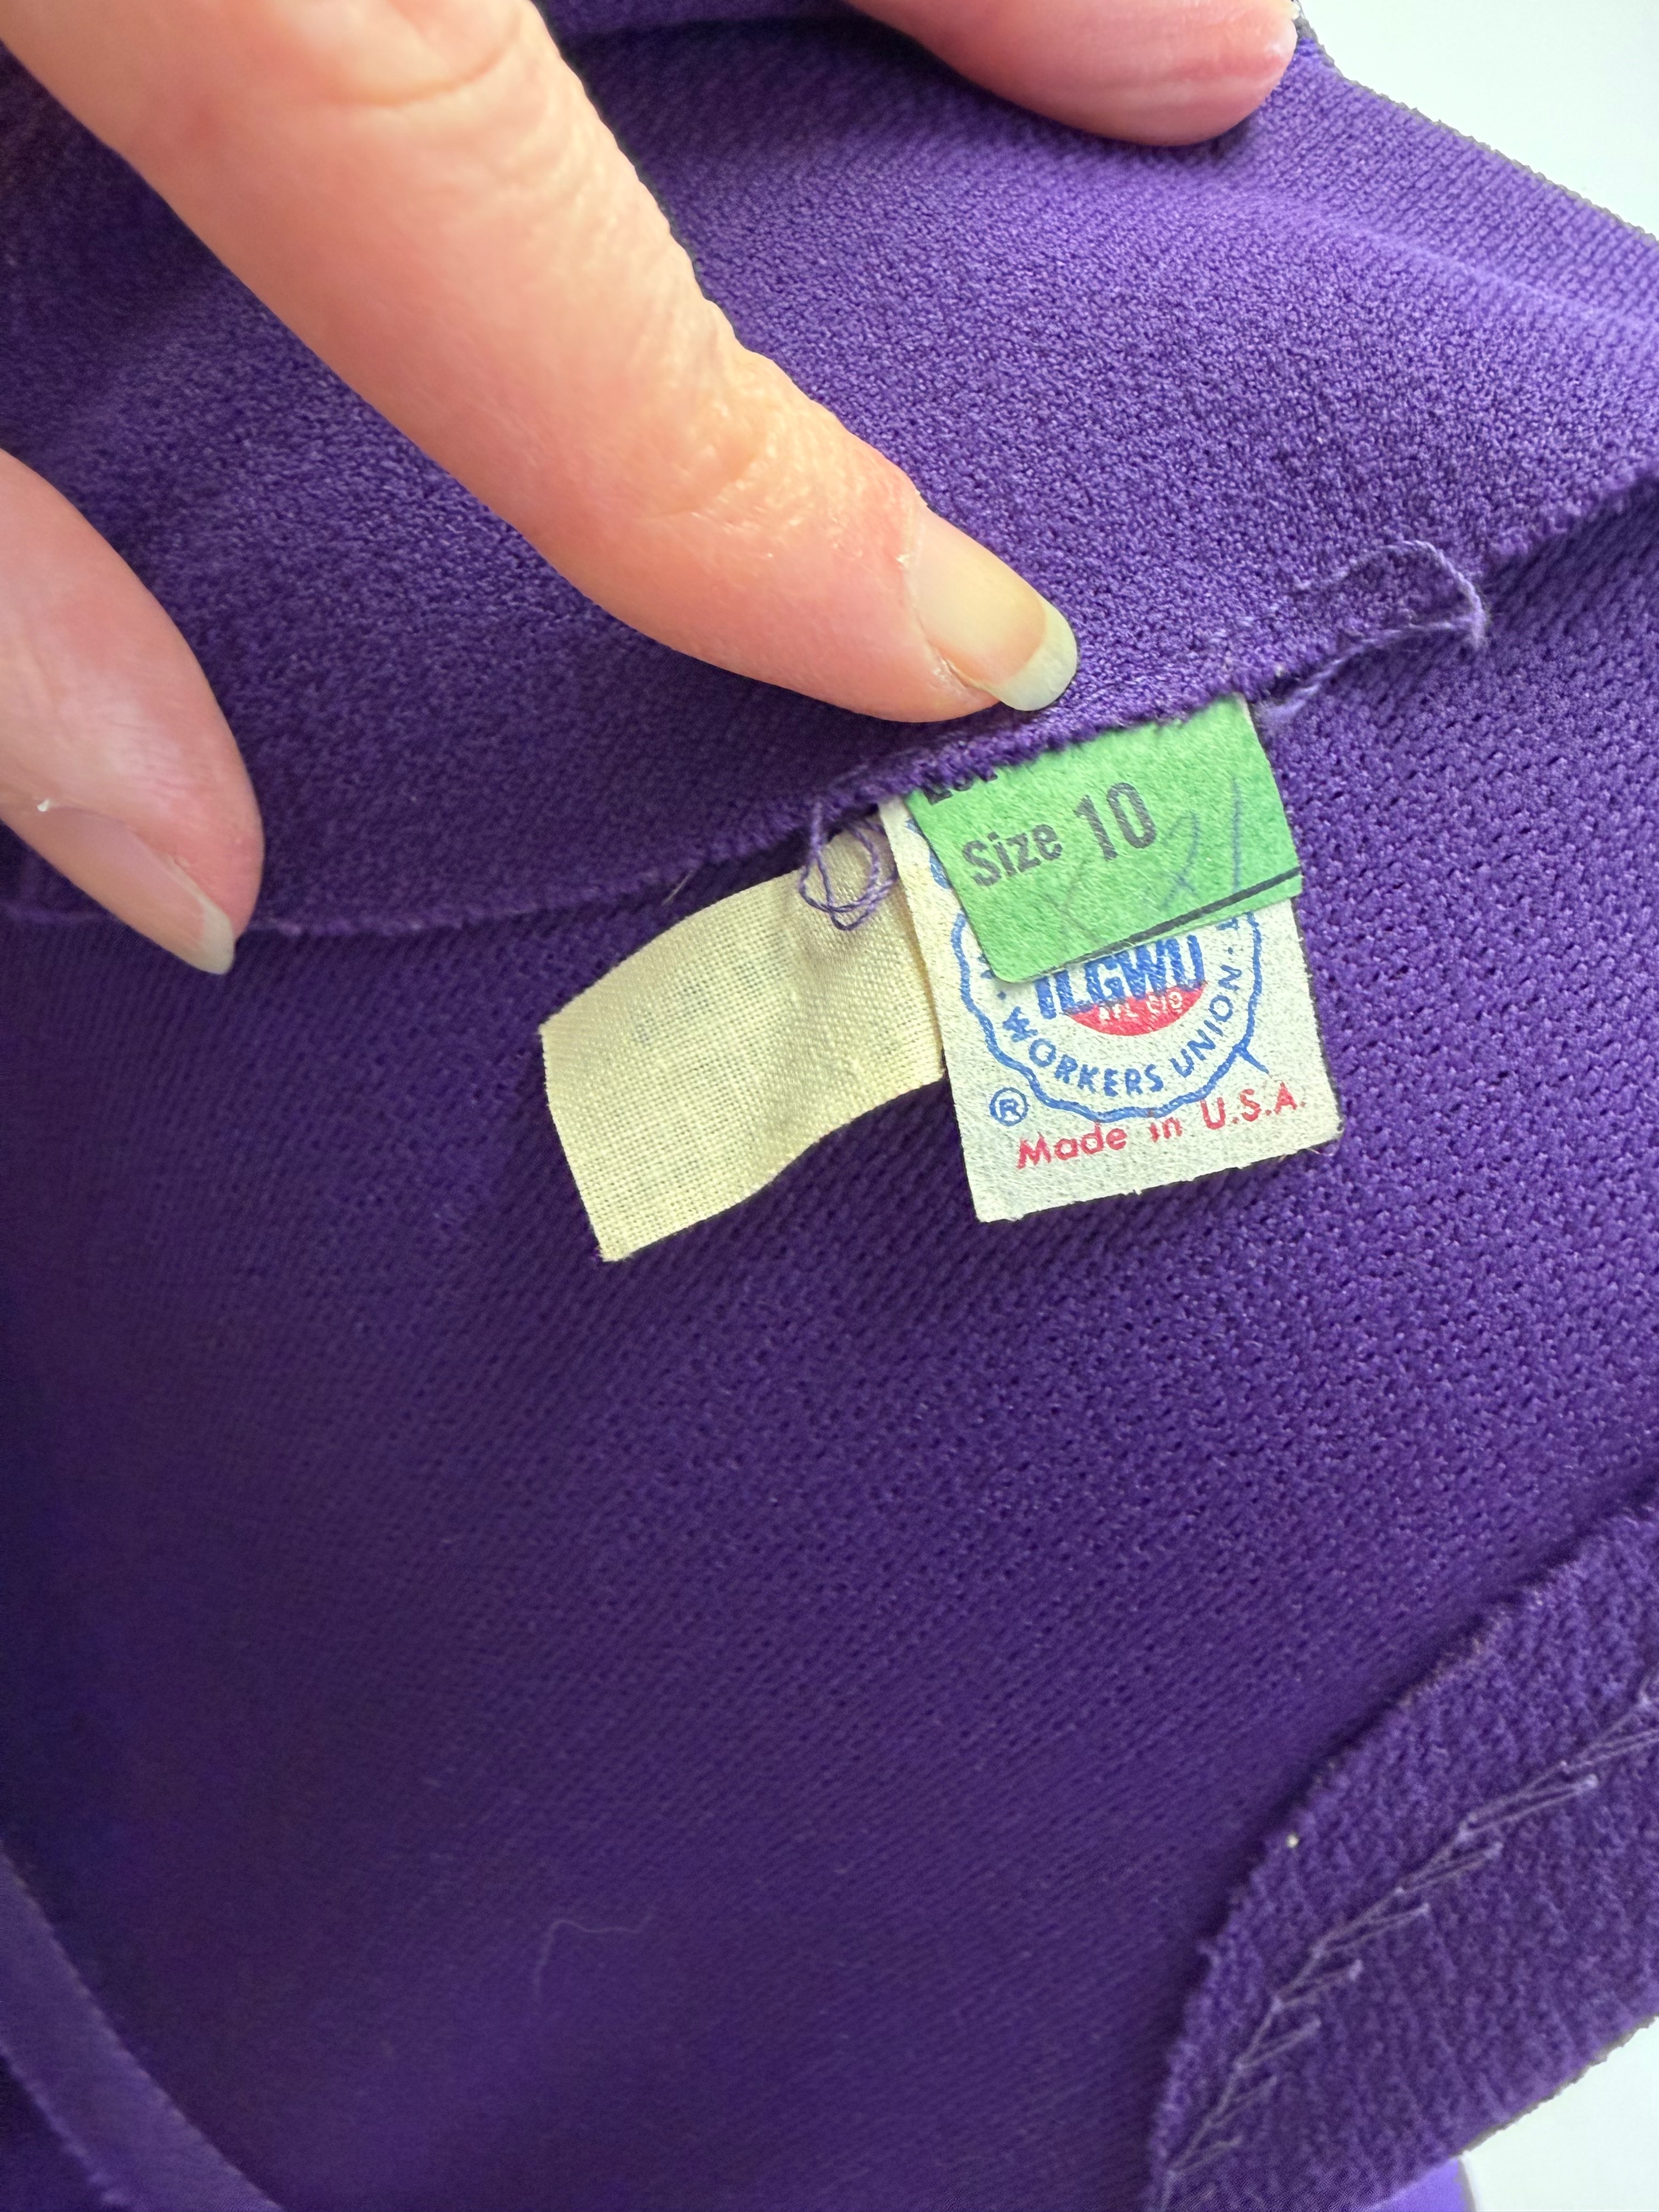 Size 10
ILGWU
AFL CIO
WORKERS UNION
®
Made in U.S.A.